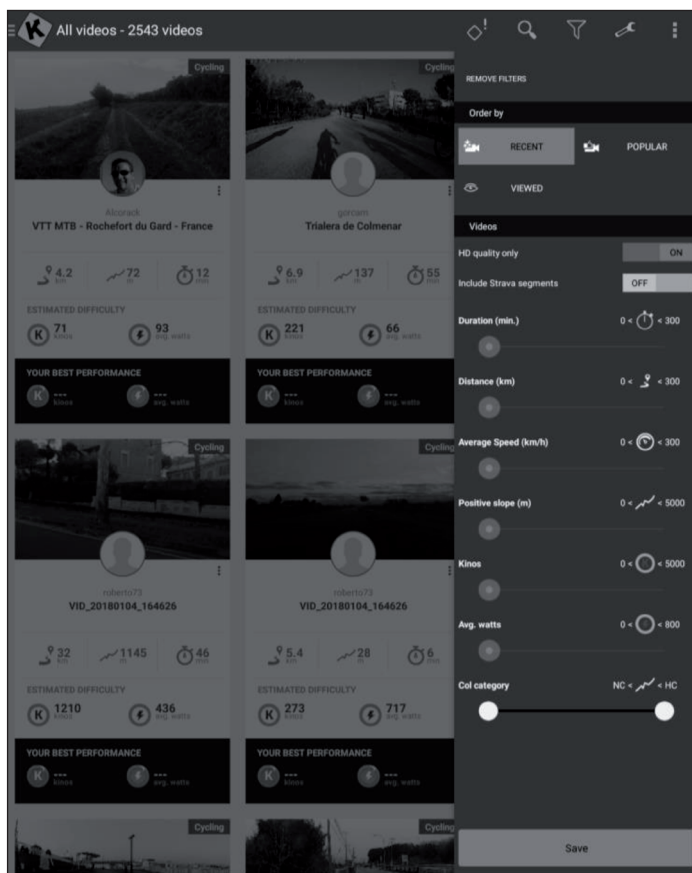 K All videos - 2543 videos
Cycling
Alcorack
VTT MTB - Rochefort du Gard - France
4.2 km
72 m
12 min
ESTIMATED DIFFICULTY
K 71 kinos
93 avg. watts
YOUR BEST PERFORMANCE
K --- kinos
--- avg. watts
Cycling
gorcam
Trialera de Colmenar
6.9 km
137 m
55 min
ESTIMATED DIFFICULTY
K 221 kinos
66 avg. watts
YOUR BEST PERFORMANCE
K --- kinos
--- avg. watts
Cycling
roberto73
VID_20180104_164626
32 km
1145 m
46 min
ESTIMATED DIFFICULTY
K 1210 kinos
436 avg. watts
YOUR BEST PERFORMANCE
K --- kinos
--- avg. watts
Cycling
roberto73
VID_20180104_164626
5.4 km
28 m
6 min
ESTIMATED DIFFICULTY
K 273 kinos
717 avg. watts
YOUR BEST PERFORMANCE
K --- kinos
--- avg. watts
Cycling
Cycling
REMOVE FILTERS
Order by
RECENT
POPULAR
VIEWED
Videos
HD quality only ON
Include Strava segments OFF
Duration (min.) 0 < < 300
Distance (km) 0 < < 300
Average Speed (km/h) 0 < < 300
Positive slope (m) 0 < < 5000
Kinos 0 < < 5000
Avg. watts 0 < < 800
Col category NC < < HC
Save